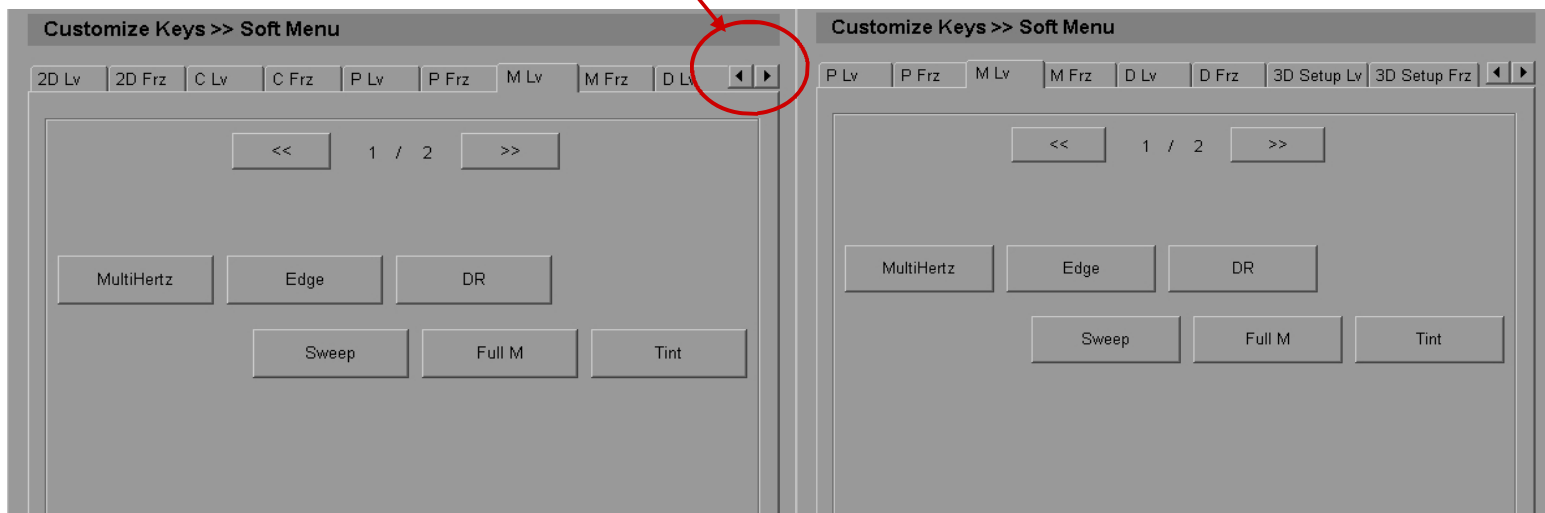 Customize Keys >> Soft Menu
2D Lv 2D Frz C Lv C Frz P Lv P Frz M Lv M Frz D Lv
<< 1 / 2 >>
MultiHertz Edge DR
Sweep Full M Tint
Customize Keys >> Soft Menu
P Lv P Frz M Lv M Frz D Lv D Frz 3D Setup Lv 3D Setup Frz
<< 1 / 2 >>
MultiHertz Edge DR
Sweep Full M Tint